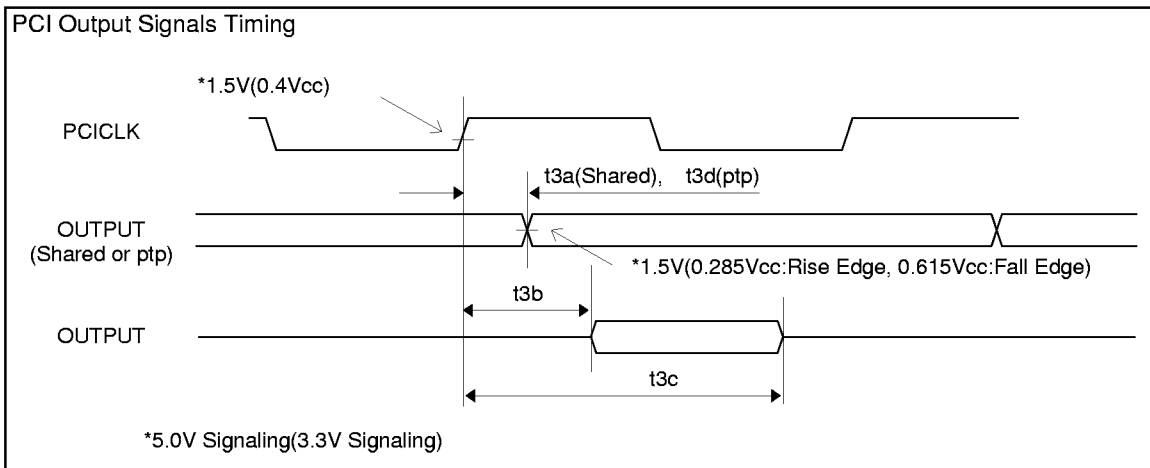 PCI Output Signals Timing
*1.5V(0.4Vcc)
PCICLK
t3a(Shared),   t3d(ptp)
OUTPUT
(Shared or ptp)
*1.5V(0.285Vcc:Rise Edge, 0.615Vcc:Fall Edge)
t3b
OUTPUT
t3c
*5.0V Signaling(3.3V Signaling)